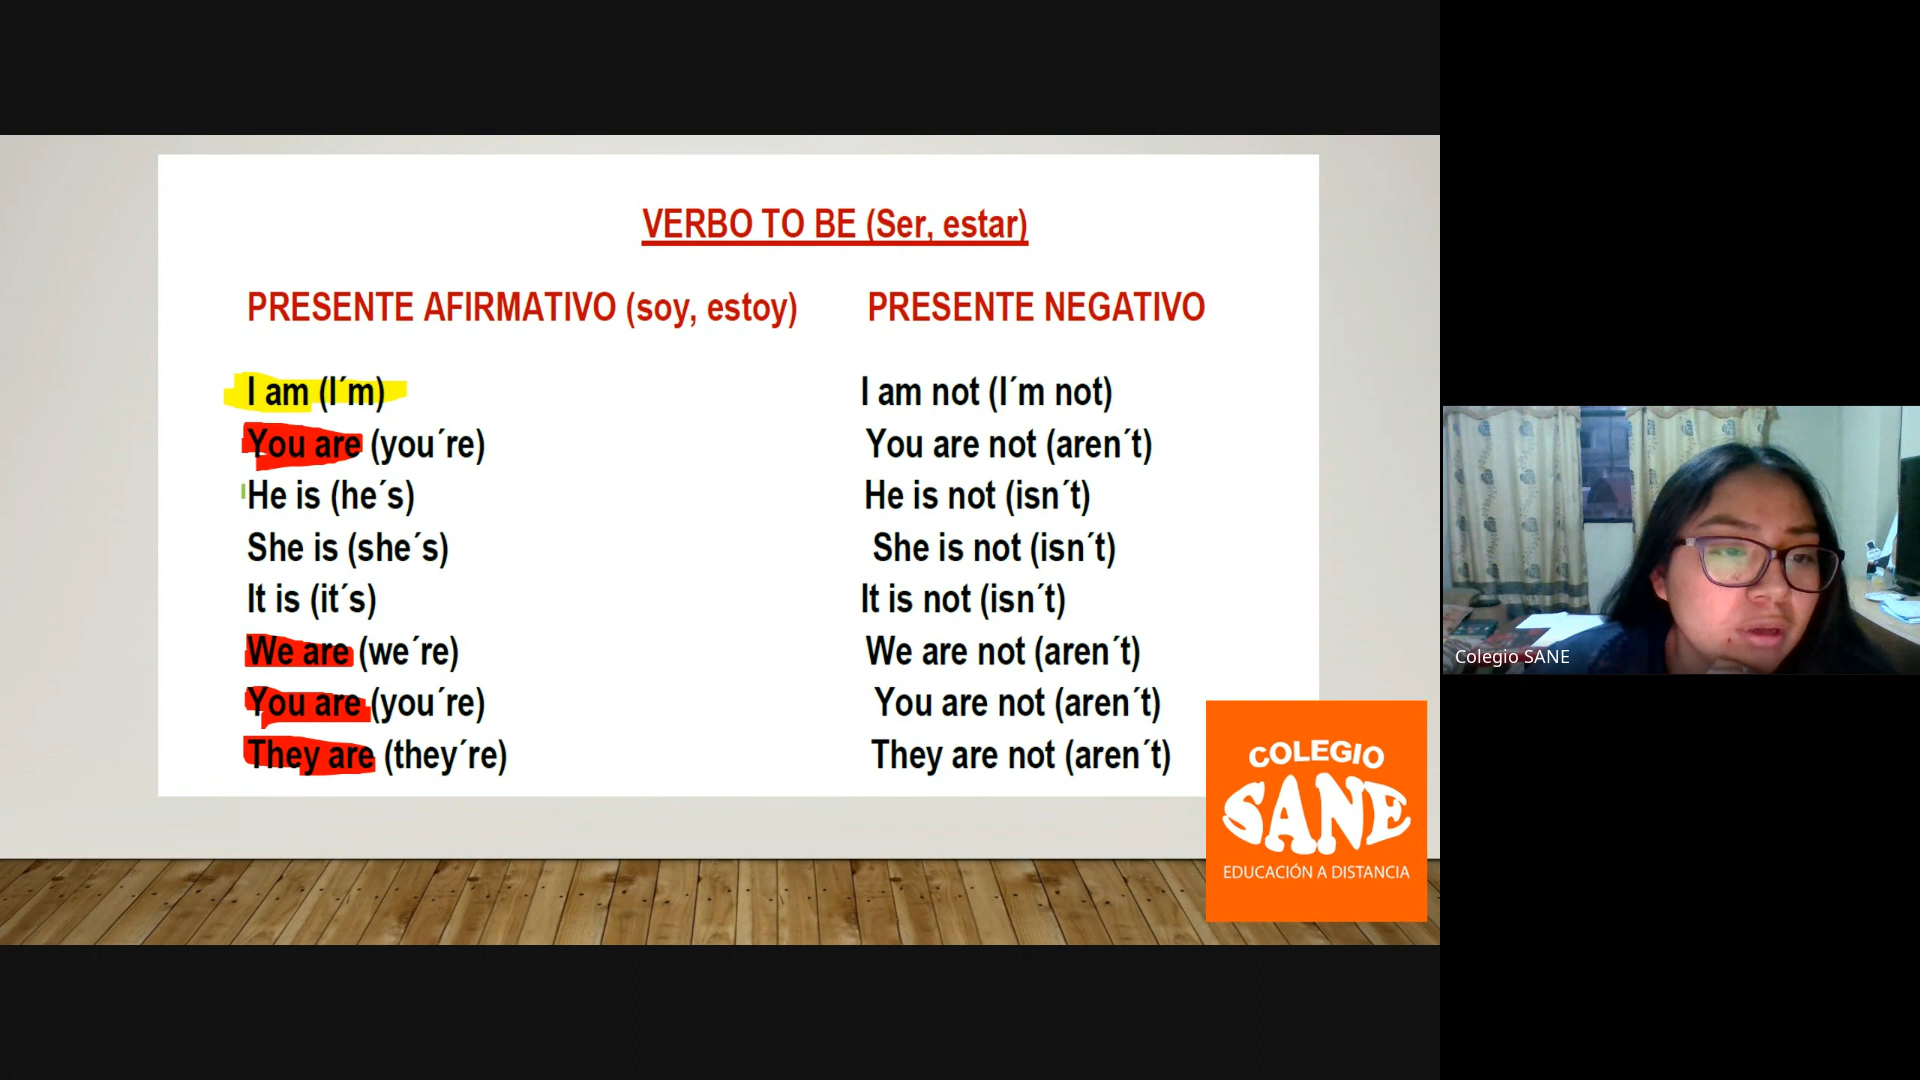 VERBO TO BE (Ser, estar)
PRESENTE AFIRMATIVO (soy, estoy)
I am (I´m)
You are (you´re)
He is (he´s)
She is (she´s)
It is (it´s)
We are (we´re)
You are (you´re)
They are (they´re)
PRESENTE NEGATIVO
I am not (I´m not)
You are not (aren´t)
He is not (isn´t)
She is not (isn´t)
It is not (isn´t)
We are not (aren´t)
You are not (aren´t)
They are not (aren´t)
COLEGIO
SANE
EDUCACIÓN A DISTANCIA
Colegio SANE